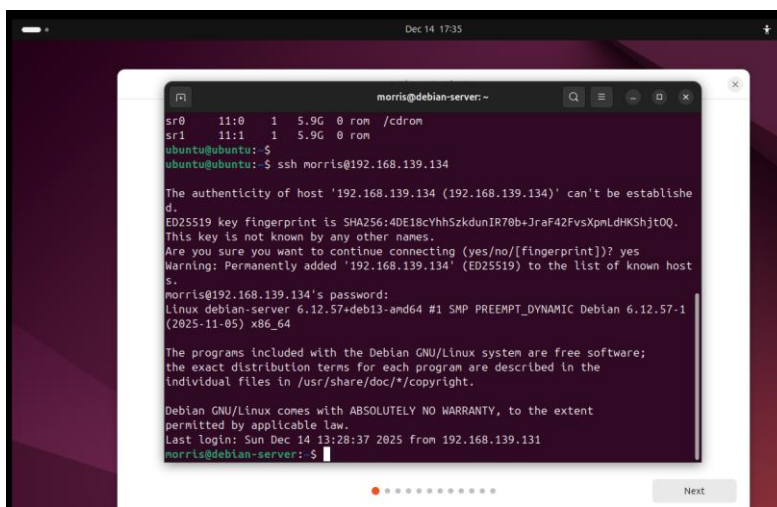 Dec 14 17:35
morris@debian-server: ~
sr0 11:0 1 5.9G 0 rom /cdrom
sr1 11:1 1 5.9G 0 rom
ubuntu@ubuntu:~$
ubuntu@ubuntu:~$ ssh morris@192.168.139.134
The authenticity of host '192.168.139.134 (192.168.139.134)' can't be establishe
d.
ED25519 key fingerprint is SHA256:4DE18cYhhSzkdunIR70b+JraF42FvsXpmLdHKShjtOQ.
This key is not known by any other names.
Are you sure you want to continue connecting (yes/no/[fingerprint])? yes
Warning: Permanently added '192.168.139.134' (ED25519) to the list of known host
s.
morris@192.168.139.134's password:
Linux debian-server 6.12.57+deb13-amd64 #1 SMP PREEMPT_DYNAMIC Debian 6.12.57-1
(2025-11-05) x86_64
The programs included with the Debian GNU/Linux system are free software;
the exact distribution terms for each program are described in the
individual files in /usr/share/doc/*/copyright.
Debian GNU/Linux comes with ABSOLUTELY NO WARRANTY, to the extent
permitted by applicable law.
Last login: Sun Dec 14 13:28:37 2025 from 192.168.139.131
morris@debian-server:~$
Next